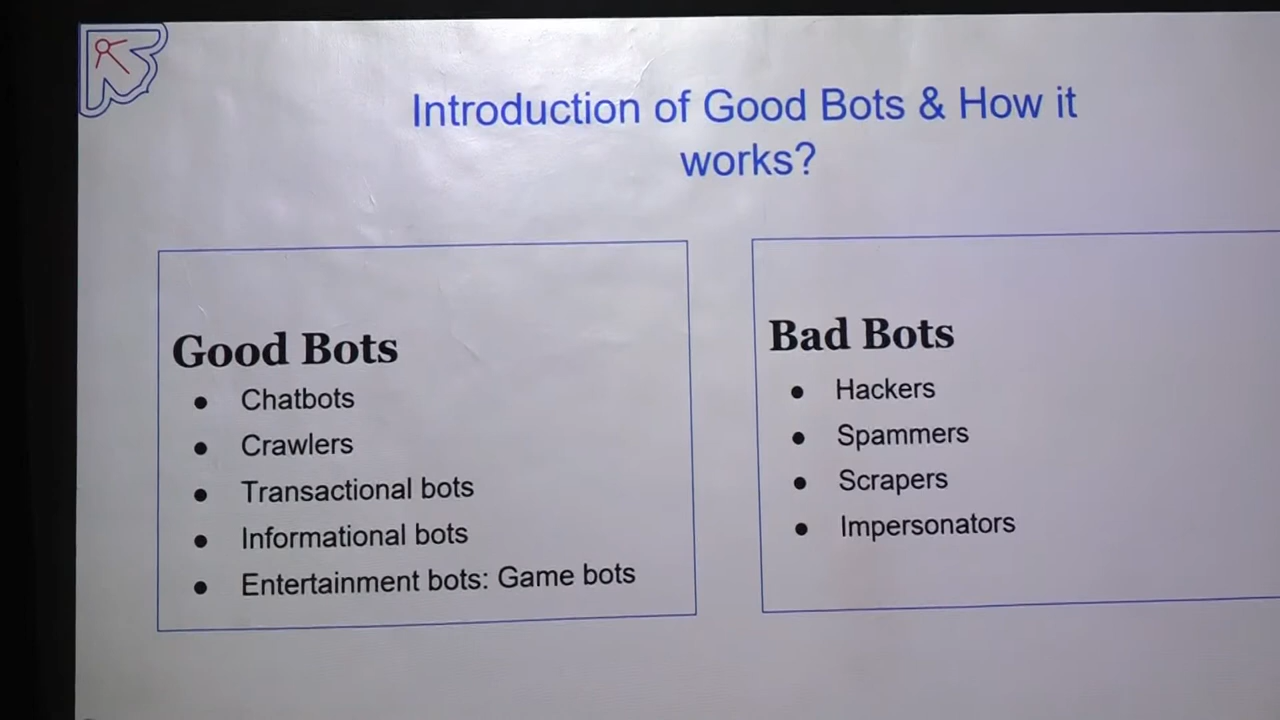 Introduction of Good Bots & How it
works?
Good Bots
● Chatbots
● Crawlers
● Transactional bots
● Informational bots
● Entertainment bots: Game bots
Bad Bots
● Hackers
● Spammers
● Scrapers
● Impersonators